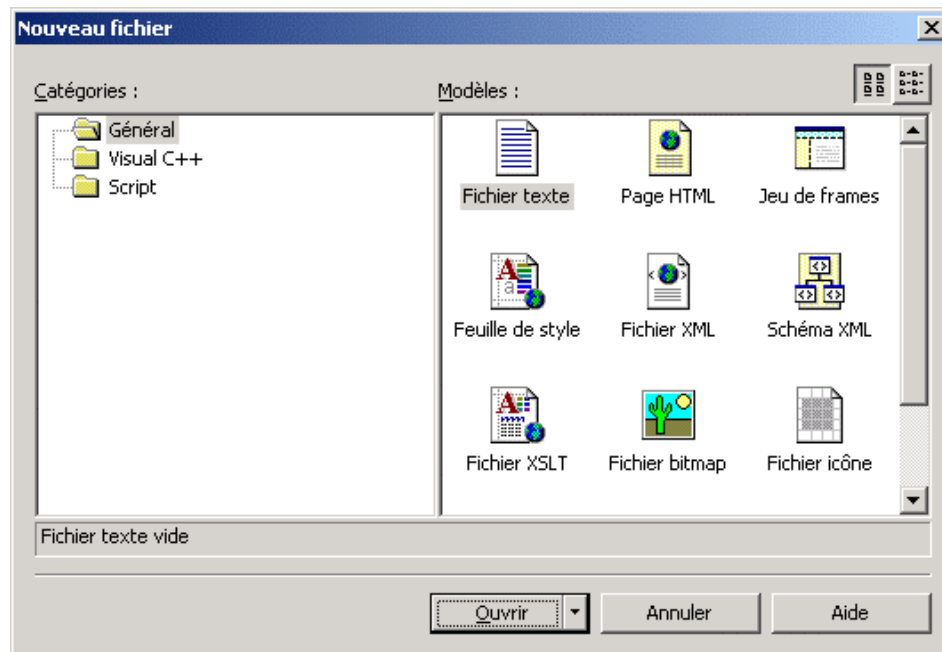 Nouveau fichier
Catégories :
Modèles :
Général
Visual C++
Script
Fichier texte
Page HTML
Jeu de frames
Feuille de style
Fichier XML
Schéma XML
Fichier XSLT
Fichier bitmap
Fichier icône
Fichier texte vide
Ouvrir
Annuler
Aide